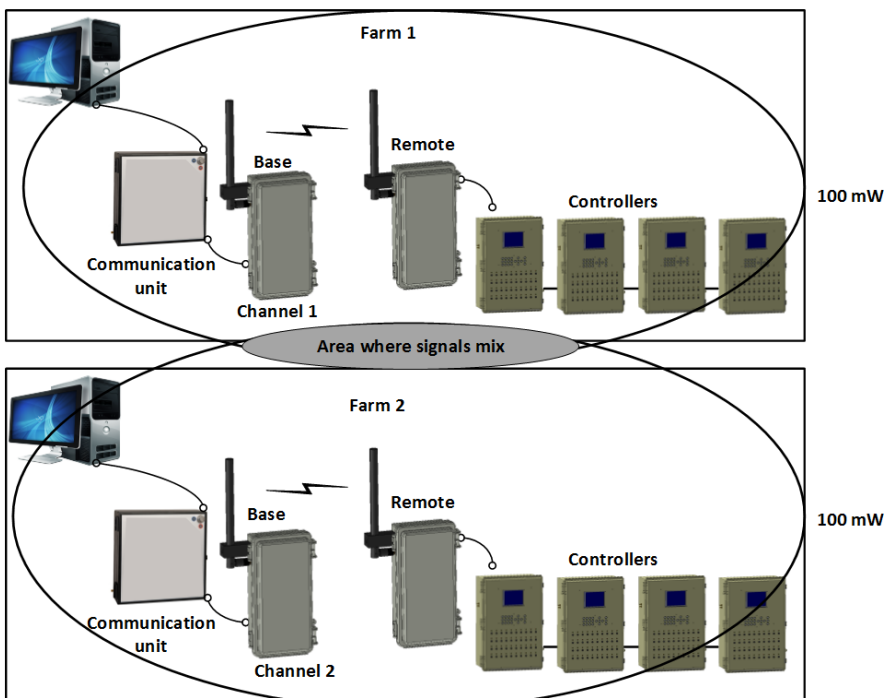 Farm 1
Remote
Base
100 mW
Controllers
Communication
unit
Channel 1
Area where signals mix
Farm 2
Remote
Base
100 mW
Controllers
Communication
unit
Channel 2